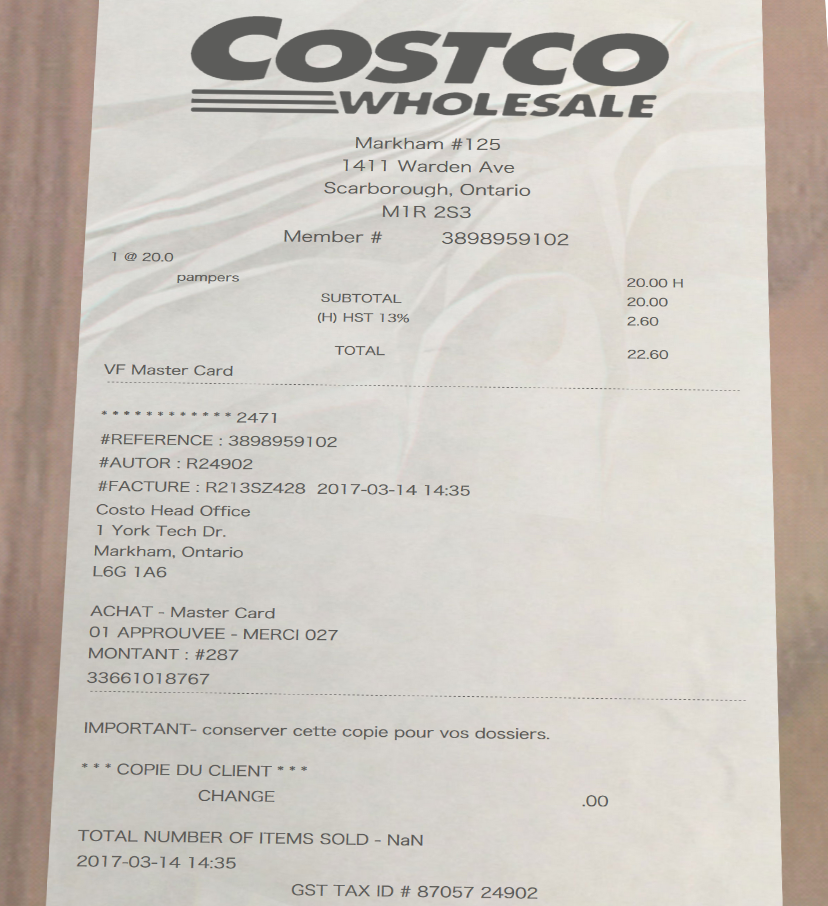 COSTCO
WHOLESALE
Markham #125
1411 Warden Ave
Scarborough, Ontario
M1R 2S3
Member # 3898959102
1 @ 20.0
pampers 20.00 H
SUBTOTAL 20.00
(H) HST 13% 2.60
TOTAL 22.60
VF Master Card
* * * * * * * * * * * * 2471
#REFERENCE : 3898959102
#AUTOR : R24902
#FACTURE : R213SZ428 2017-03-14 14:35
Costo Head Office
1 York Tech Dr.
Markham, Ontario
L6G 1A6
ACHAT - Master Card
01 APPROUVEE - MERCI 027
MONTANT : #287
33661018767
IMPORTANT- conserver cette copie pour vos dossiers.
* * * COPIE DU CLIENT * * *
CHANGE .00
TOTAL NUMBER OF ITEMS SOLD - NaN
2017-03-14 14:35
GST TAX ID # 87057 24902